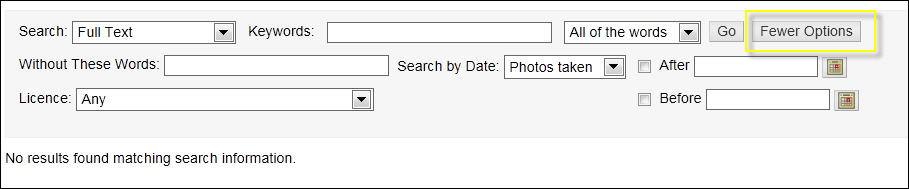 Search: Full Text Keywords: All of the words Go Fewer Options
Without These Words: Search by Date: Photos taken After
Licence: Any Before
No results found matching search information.